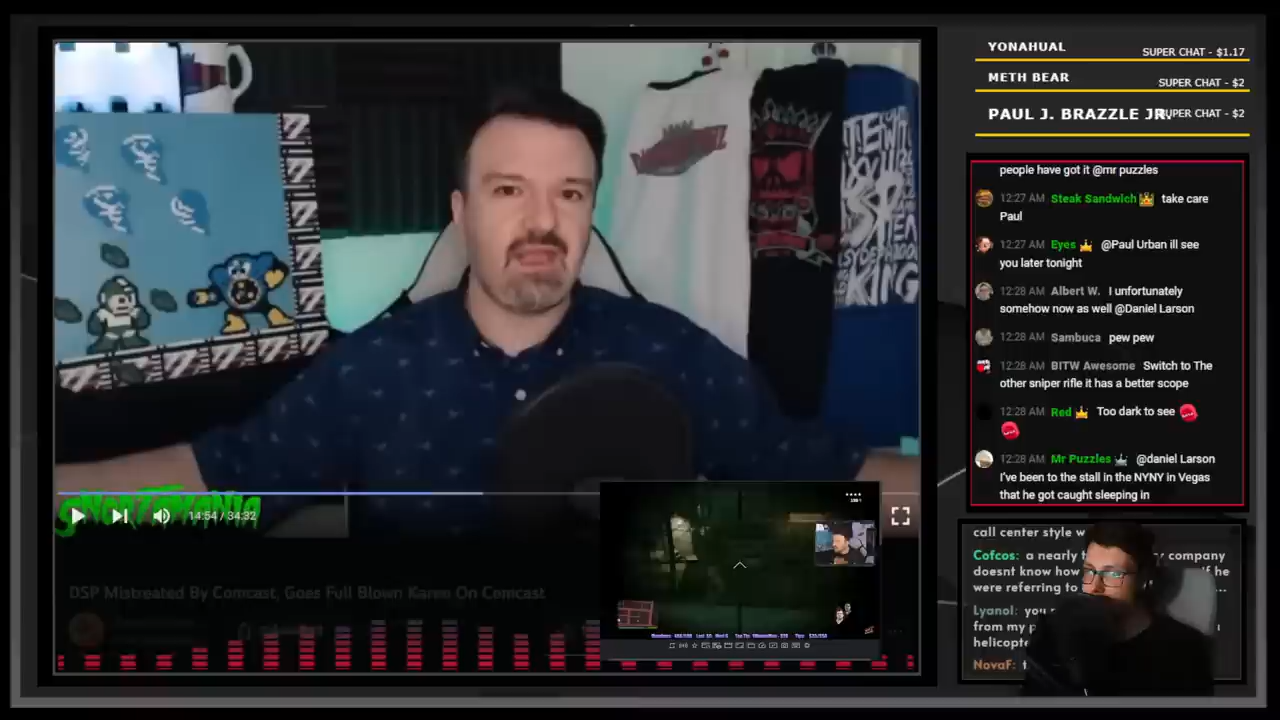 YONAHUAL
SUPER CHAT - $1.17
METH BEAR
SUPER CHAT - $2
PAUL J. BRAZZLE JR.
SUPER CHAT - $2
people have got it @mr puzzles
12:27 AM Steak Sandwich take care
Paul
12:27 AM Eyes @Paul Urban ill see
you later tonight
12:28 AM Albert W. I unfortunately
somehow now as well @Daniel Larson
12:28 AM Sambuca pew pew
12:28 AM BITW Awesome Switch to The
other sniper rifle it has a better scope
12:28 AM Red Too dark to see
12:28 AM Mr Puzzles @daniel Larson
I've been to the stall in the NYNY in Vegas
that he got caught sleeping in
call center style w
Cofcos: a nearly company
doesnt know how he
were referring to
Lyanol: you
from my p
helicopte
NovaF: t
KING
14:54 / 34:32
DSP Mistreated By Comcast, Goes Full Blown Karen On Comcast